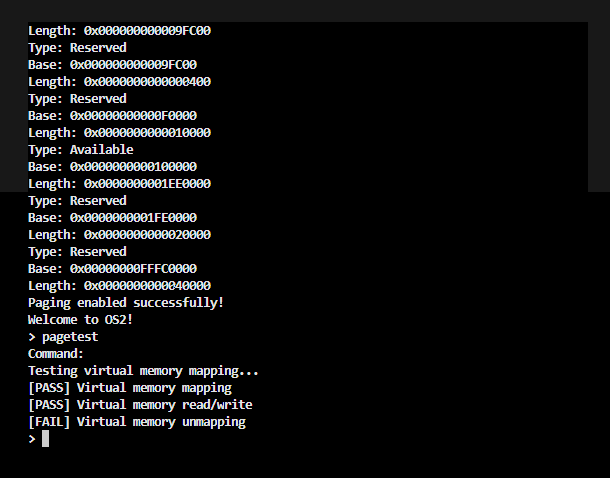 Length: 0x000000000009FC00
Type: Reserved
Base: 0x000000000009FC00
Length: 0x0000000000000400
Type: Reserved
Base: 0x00000000000F0000
Length: 0x0000000000010000
Type: Available
Base: 0x0000000000100000
Length: 0x0000000001EE0000
Type: Reserved
Base: 0x0000000001FE0000
Length: 0x0000000000020000
Type: Reserved
Base: 0x00000000FFFC0000
Length: 0x0000000000040000
Paging enabled successfully!
Welcome to OS2!
> pagetest
Command:
Testing virtual memory mapping...
[PASS] Virtual memory mapping
[PASS] Virtual memory read/write
[FAIL] Virtual memory unmapping
>